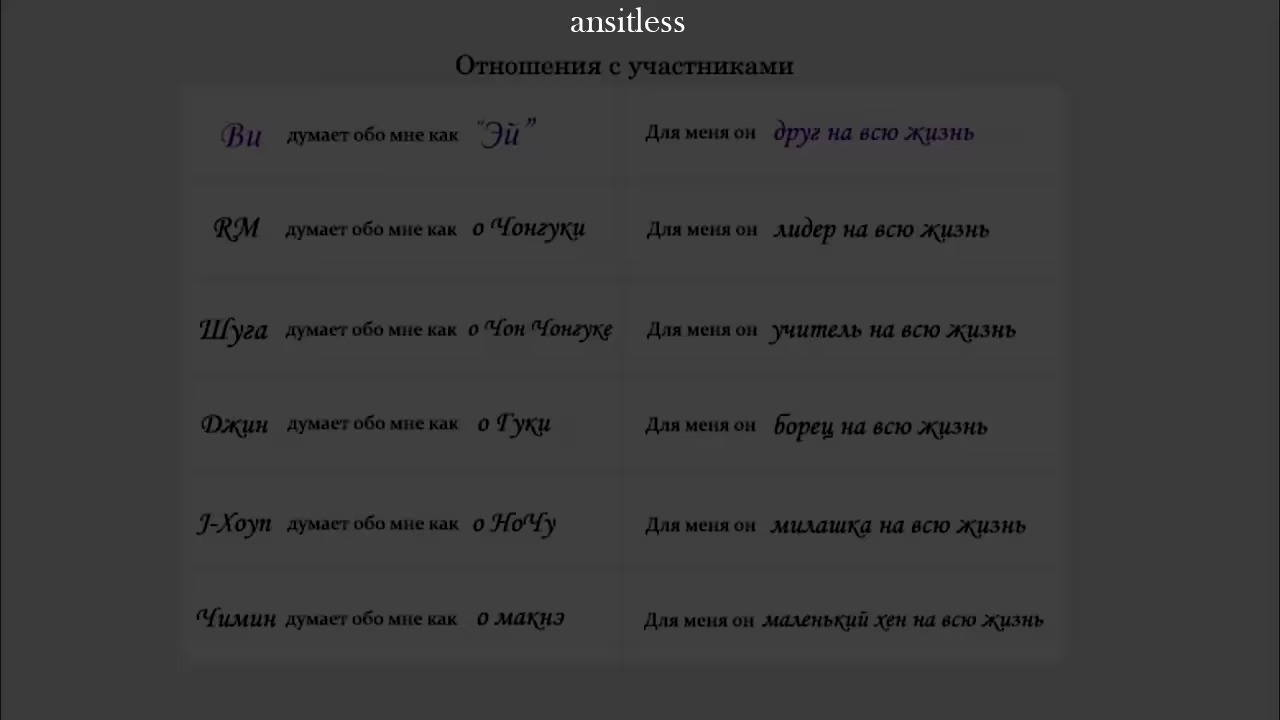 ansitless
Отношения с участниками
Ви думает обо мне как "Эй" Для меня он друг на всю жизнь
RM думает обо мне как о Чонгуки Для меня он лидер на всю жизнь
Шуга думает обо мне как о Чон Чонгуке Для меня он учитель на всю жизнь
Джин думает обо мне как о Гуки Для меня он борец на всю жизнь
J-Хоуп думает обо мне как о НоЧу Для меня он милашка на всю жизнь
Чимин думает обо мне как о макнэ Для меня он маленький хен на всю жизнь